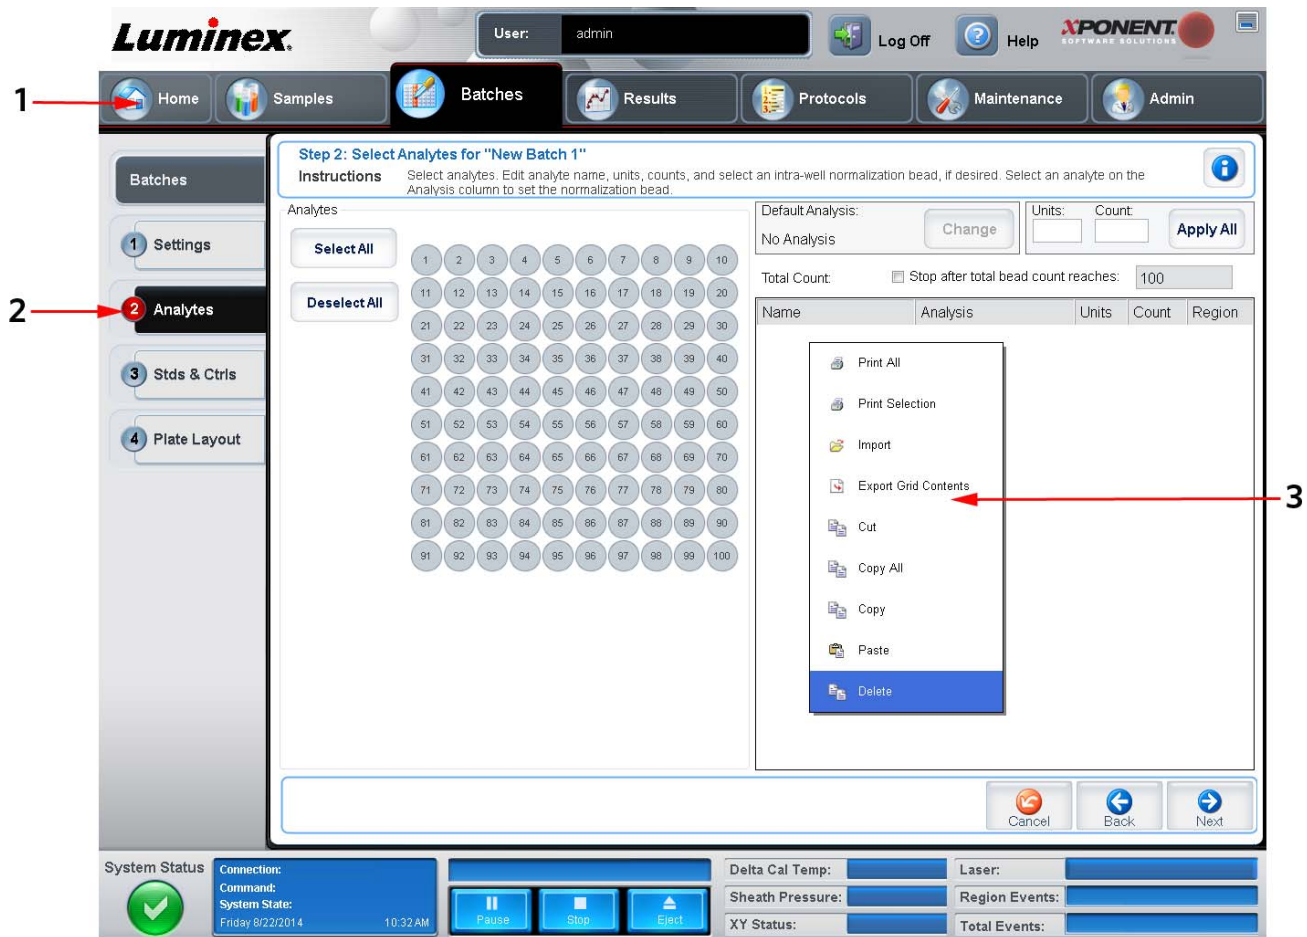 Luminex.
User: admin
Log Off
Help
XPONENT.
SOFTWARE SOLUTIONS
1
Home
Samples
Batches
Results
Protocols
Maintenance
Admin
Batches
1 Settings
2
2 Analytes
3 Stds & Ctrls
4 Plate Layout
Step 2: Select Analytes for "New Batch 1"
Instructions Select analytes. Edit analyte name, units, counts, and select an intra-well normalization bead, if desired. Select an analyte on the
Analysis column to set the normalization bead.
Analytes
Select All
Deselect All
1 2 3 4 5 6 7 8 9 10
11 12 13 14 15 16 17 18 19 20
21 22 23 24 25 26 27 28 29 30
31 32 33 34 35 36 37 38 39 40
41 42 43 44 45 46 47 48 49 50
51 52 53 54 55 56 57 58 59 60
61 62 63 64 65 66 67 68 69 70
71 72 73 74 75 76 77 78 79 80
81 82 83 84 85 86 87 88 89 90
91 92 93 94 95 96 97 98 99 100
Default Analysis:
No Analysis
Change
Units: Count:
Apply All
Total Count: Stop after total bead count reaches: 100
Name Analysis Units Count Region
Print All
Print Selection
Import
Export Grid Contents
3
Cut
Copy All
Copy
Paste
Delete
Cancel
Back
Next
System Status
Connection:
Command:
System State:
Friday 8/22/2014 10:32 AM
Pause
Stop
Eject
Delta Cal Temp:
Sheath Pressure:
XY Status:
Laser:
Region Events:
Total Events: